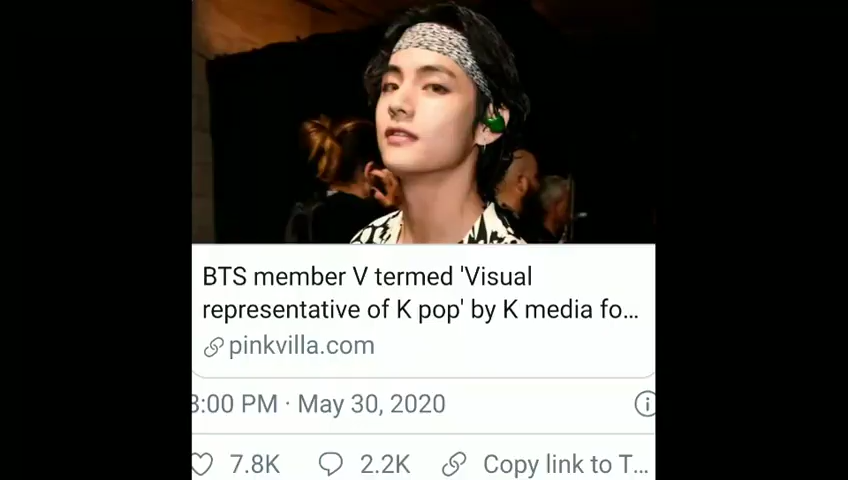 BTS member V termed 'Visual
representative of K pop' by K media fo...
pinkvilla.com
8:00 PM · May 30, 2020
7.8K 2.2K Copy link to T...